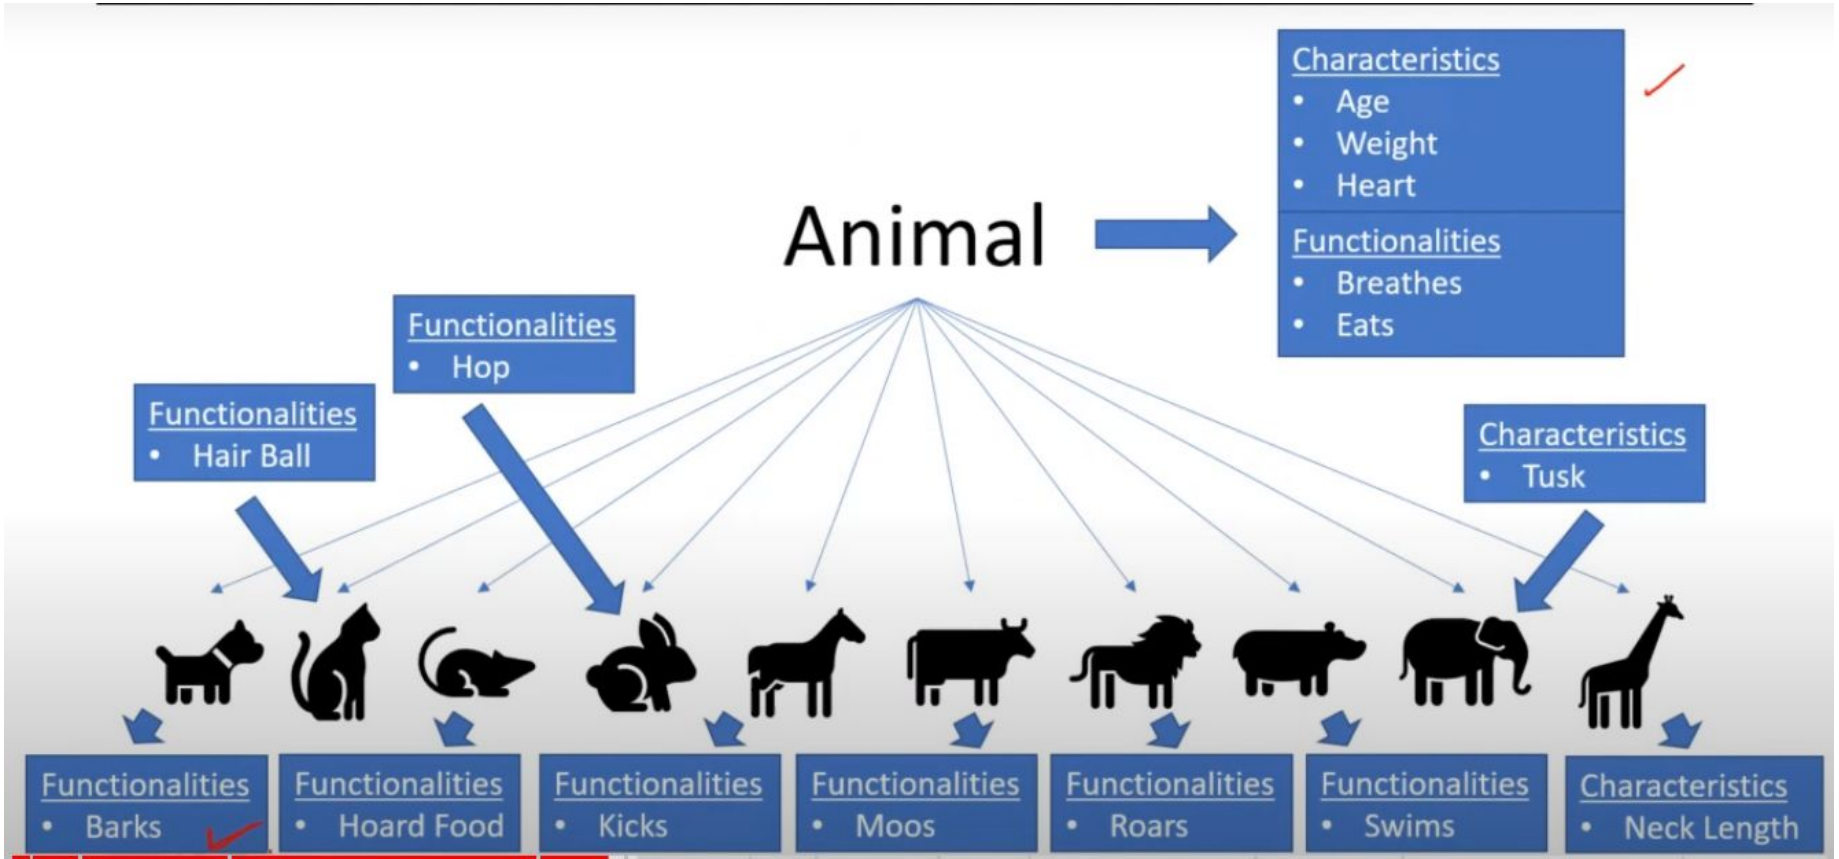 Characteristics
• Age
• Weight
• Heart
Functionalities
• Breathes
• Eats
Animal
Functionalities
• Hop
Functionalities
• Hair Ball
Characteristics
• Tusk
Functionalities
• Barks
Functionalities
• Hoard Food
Functionalities
• Kicks
Functionalities
• Moos
Functionalities
• Roars
Functionalities
• Swims
Characteristics
• Neck Length